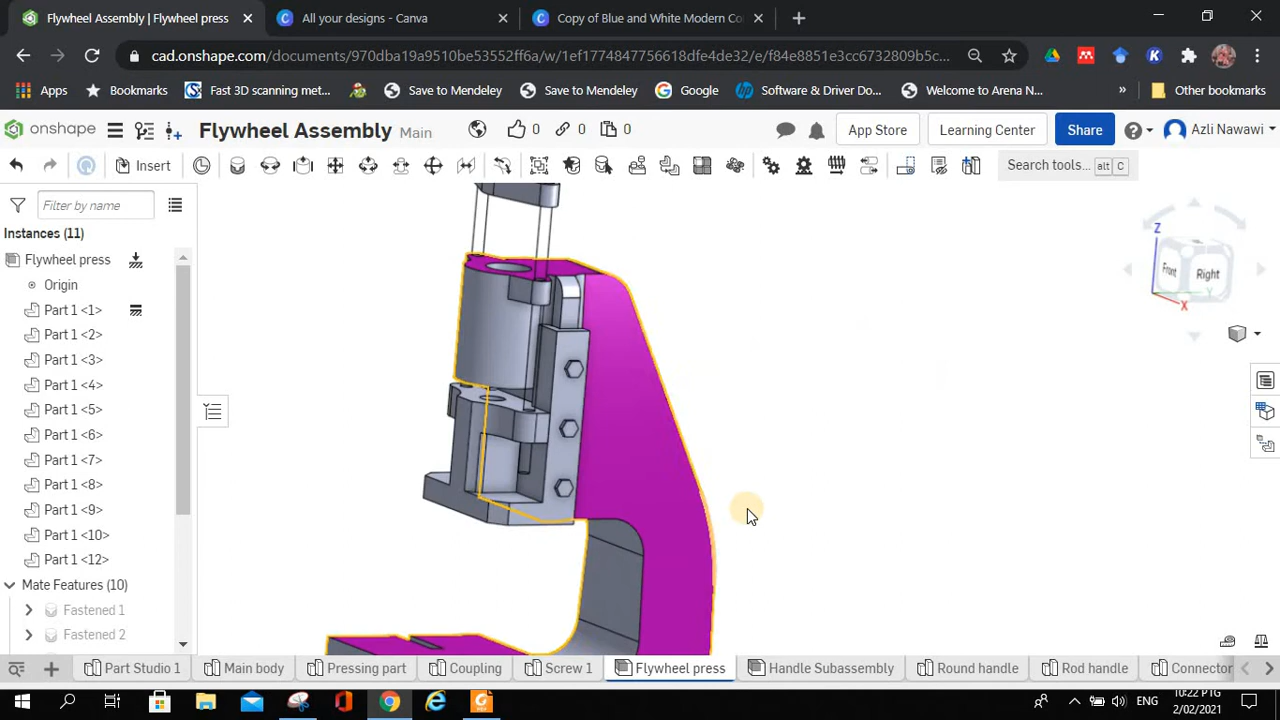 Flywheel Assembly | Flywheel press
All your designs - Canva
Copy of Blue and White Modern Co
cad.onshape.com/documents/970dba19a9510be53552ff6a/w/1ef1774847756618dfe4de32/e/f84e8851e3cc6732809b5c...
Apps
Bookmarks
Fast 3D scanning met...
Save to Mendeley
Save to Mendeley
Google
Software & Driver Do...
Welcome to Arena N...
»
Other bookmarks
onshape
Flywheel Assembly Main
0
0
0
App Store
Learning Center
Share
Azli Nawawi
Insert
Search tools... alt C
Filter by name
Instances (11)
Flywheel press
Origin
Part 1 <1>
Part 1 <2>
Part 1 <3>
Part 1 <4>
Part 1 <5>
Part 1 <6>
Part 1 <7>
Part 1 <8>
Part 1 <9>
Part 1 <10>
Part 1 <12>
Mate Features (10)
Fastened 1
Fastened 2
Z
Front
Right
Y
X
Part Studio 1
Main body
Pressing part
Coupling
Screw 1
Flywheel press
Handle Subassembly
Round handle
Rod handle
Connector
ENG
10:22 PTG
2/02/2021